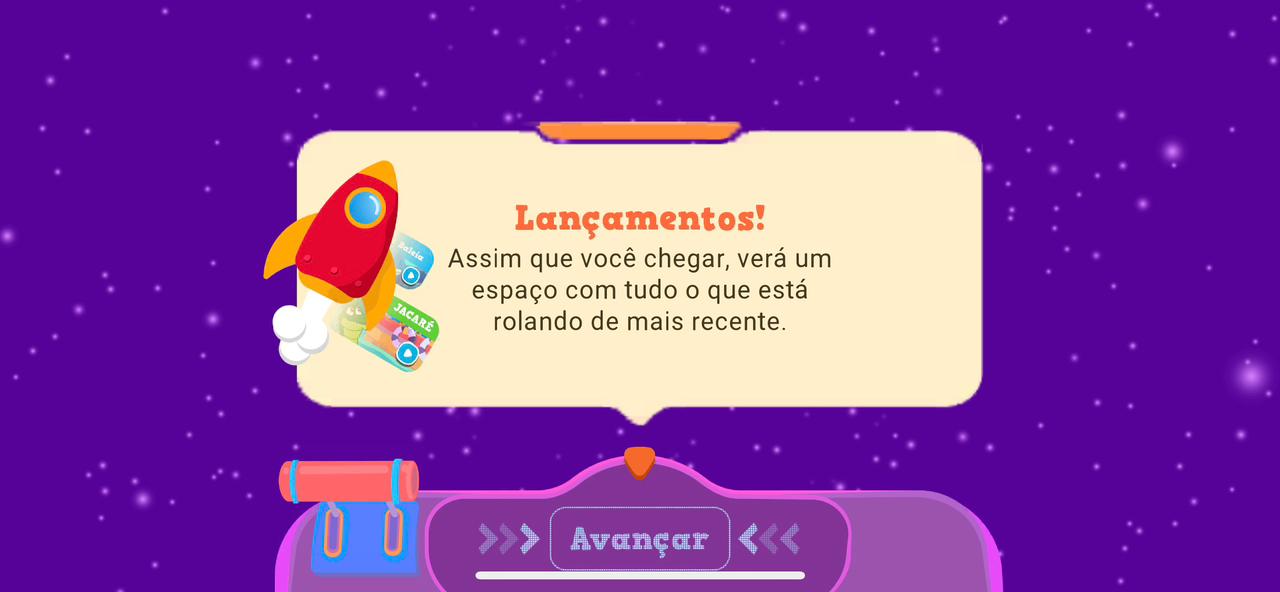 Lançamentos!
Baleia
Assim que você chegar, verá um
espaço com tudo o que está
JACARÉ
rolando de mais recente.
Avançar